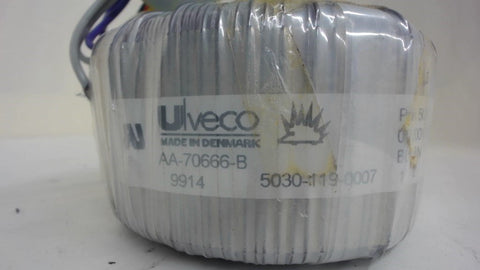 Ulveco
MADE IN DENMARK
AA-70666-B
9914 5030-119-0007